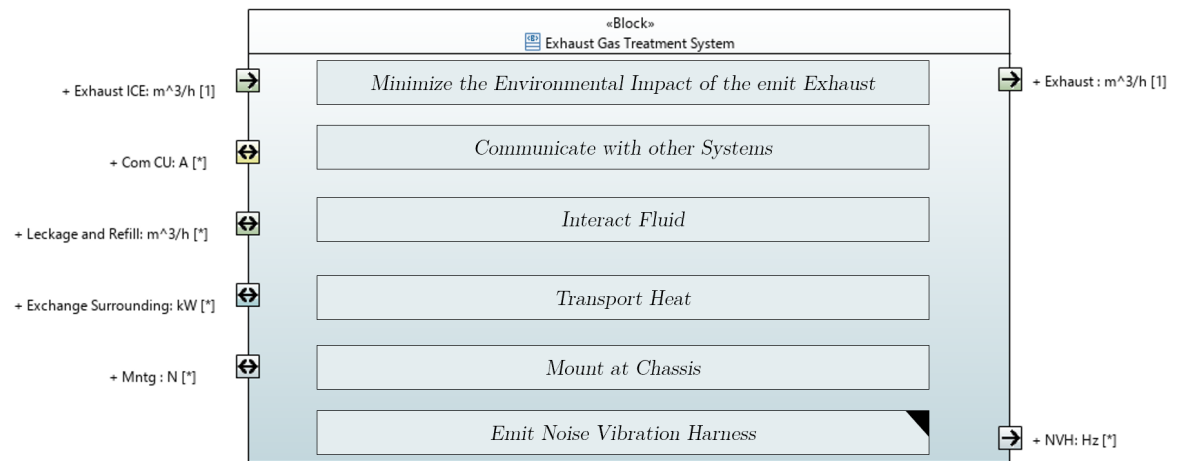 «Block»
Exhaust Gas Treatment System
+ Exhaust ICE: m^3/h [1]
Minimize the Environmental Impact of the emit Exhaust
+ Exhaust : m^3/h [1]
+ Com CU: A [*]
Communicate with other Systems
+ Leckage and Refill: m^3/h [*]
Interact Fluid
+ Exchange Surrounding: kW [*]
Transport Heat
+ Mntg : N [*]
Mount at Chassis
Emit Noise Vibration Harness
+ NVH: Hz [*]